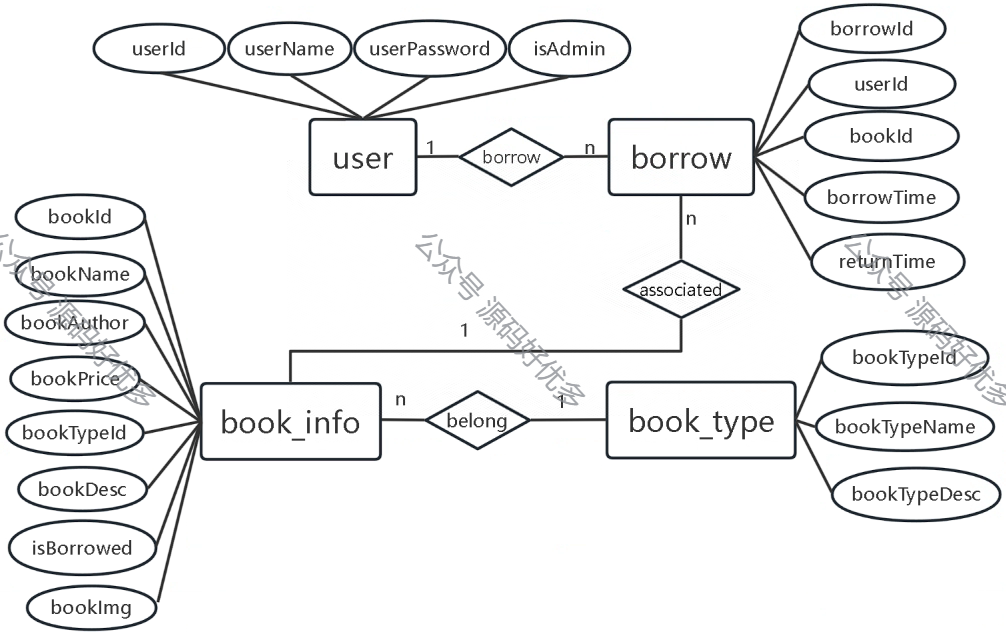 userId
userName
userPassword
isAdmin
borrowId
userId
bookId
borrowTime
returnTime
user
1
borrow
n
borrow
n
associated
1
bookId
bookName
bookAuthor
bookPrice
bookTypeId
bookDesc
isBorrowed
bookImg
book_info
n
belong
1
book_type
bookTypeId
bookTypeName
bookTypeDesc
公众号 源码好优多
公众号 源码好优多
公众号 源码好优多